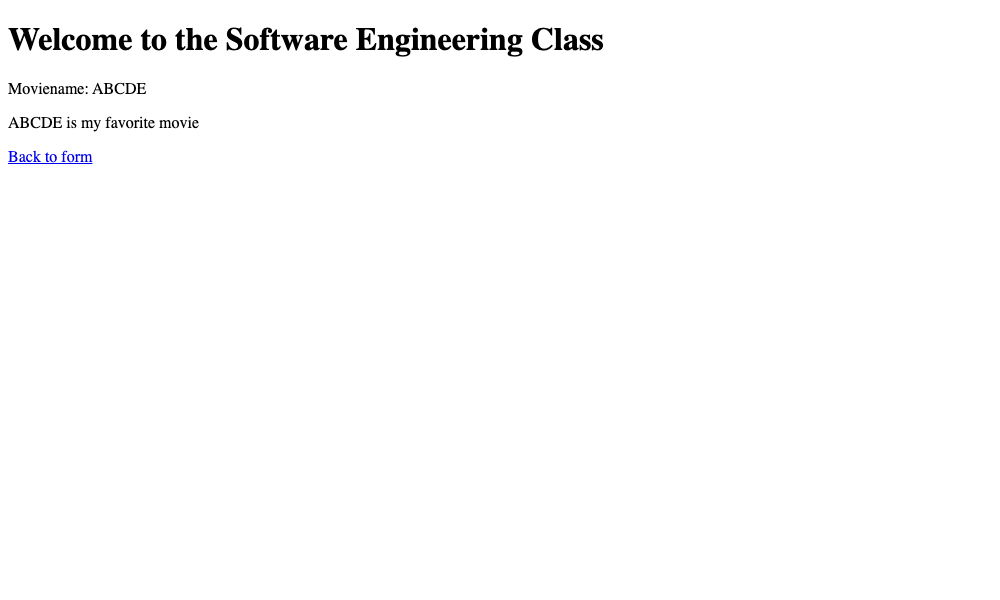 Welcome to the Software Engineering Class
Moviename: ABCDE
ABCDE is my favorite movie
Back to form